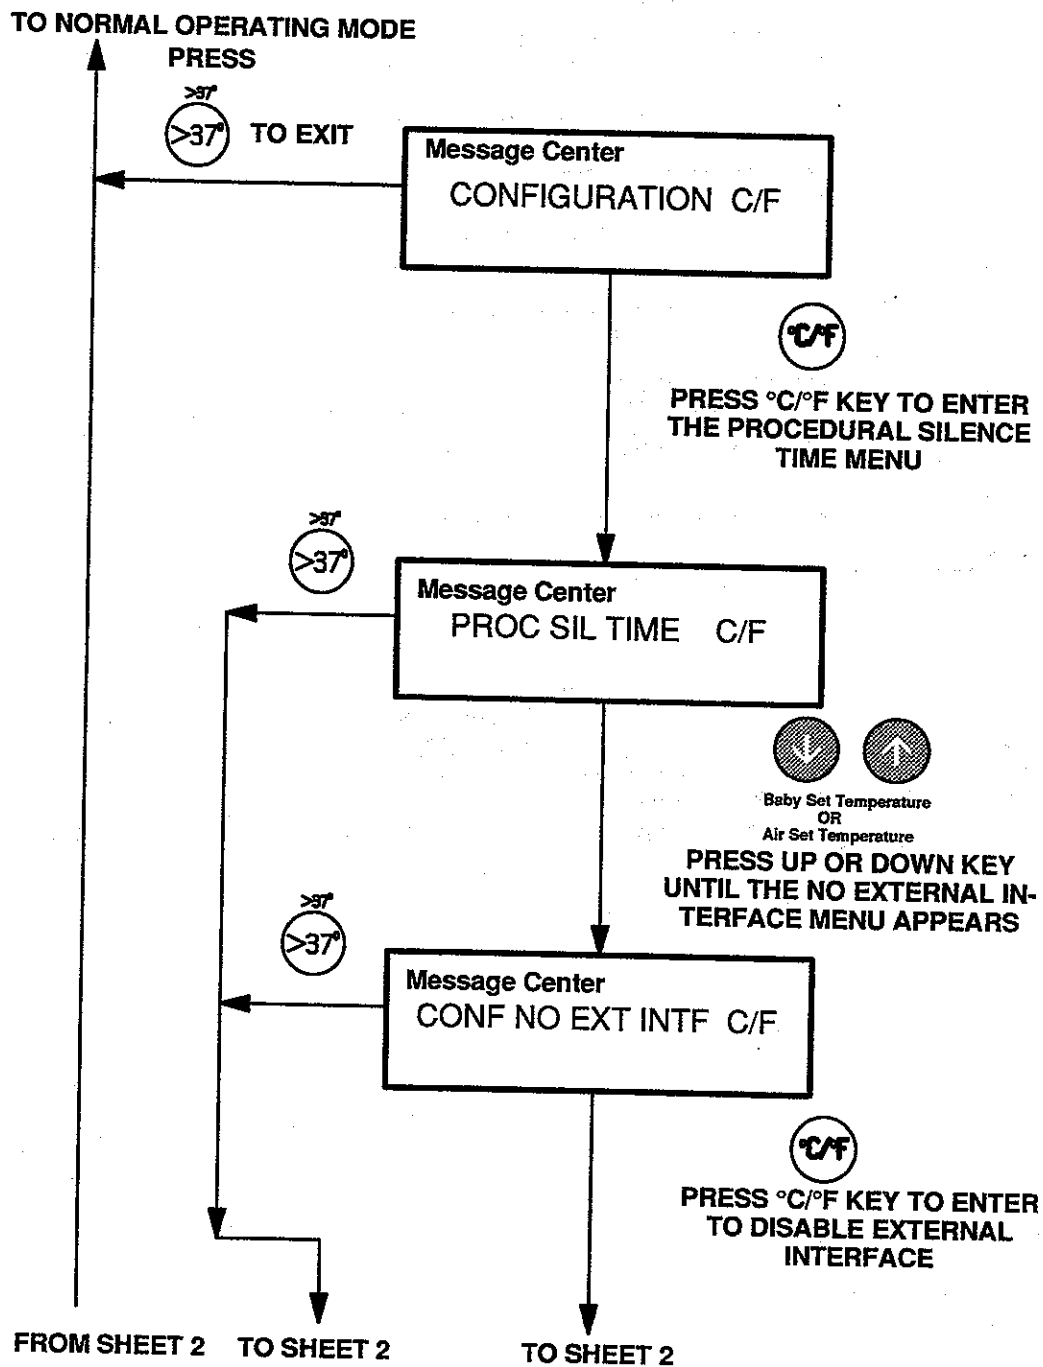 TO NORMAL OPERATING MODE
PRESS
>37°
>37° TO EXIT
Message Center
CONFIGURATION C/F
°C/°F
PRESS °C/°F KEY TO ENTER
THE PROCEDURAL SILENCE
TIME MENU
>37°
>37°
Message Center
PROC SIL TIME C/F
Baby Set Temperature
OR
Air Set Temperature
PRESS UP OR DOWN KEY
UNTIL THE NO EXTERNAL IN-
TERFACE MENU APPEARS
>37°
>37°
Message Center
CONF NO EXT INTF C/F
°C/°F
PRESS °C/°F KEY TO ENTER
TO DISABLE EXTERNAL
INTERFACE
FROM SHEET 2 TO SHEET 2 TO SHEET 2